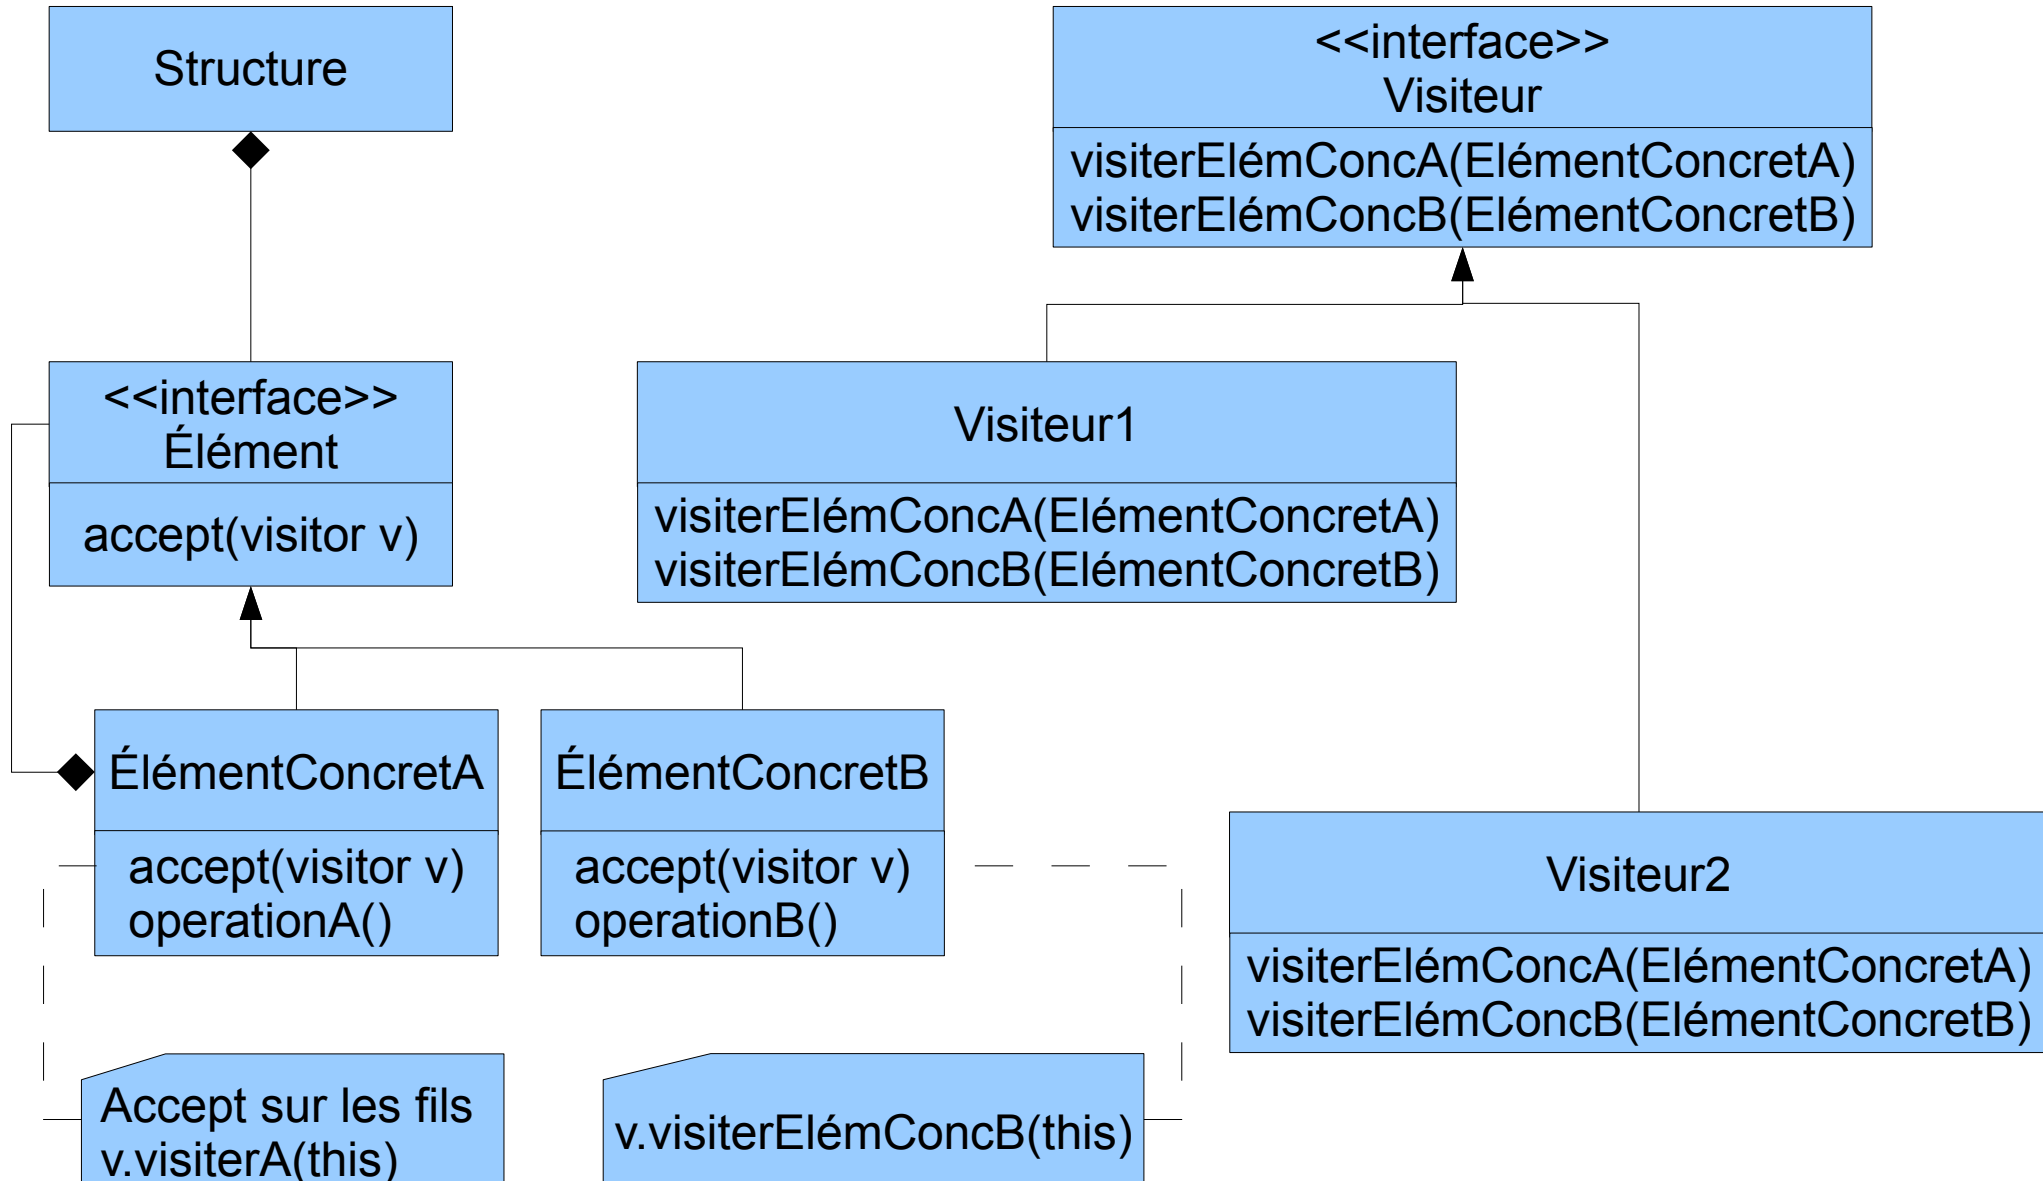 Structure
<<interface>>
Visiteur
visiterElémConcA(ElémentConcretA)
visiterElémConcB(ElémentConcretB)
<<interface>>
Élément
accept(visitor v)
Visiteur1
visiterElémConcA(ElémentConcretA)
visiterElémConcB(ElémentConcretB)
ÉlémentConcretA
accept(visitor v)
operationA()
ÉlémentConcretB
accept(visitor v)
operationB()
Visiteur2
visiterElémConcA(ElémentConcretA)
visiterElémConcB(ElémentConcretB)
Accept sur les fils
v.visiterA(this)
v.visiterElémConcB(this)